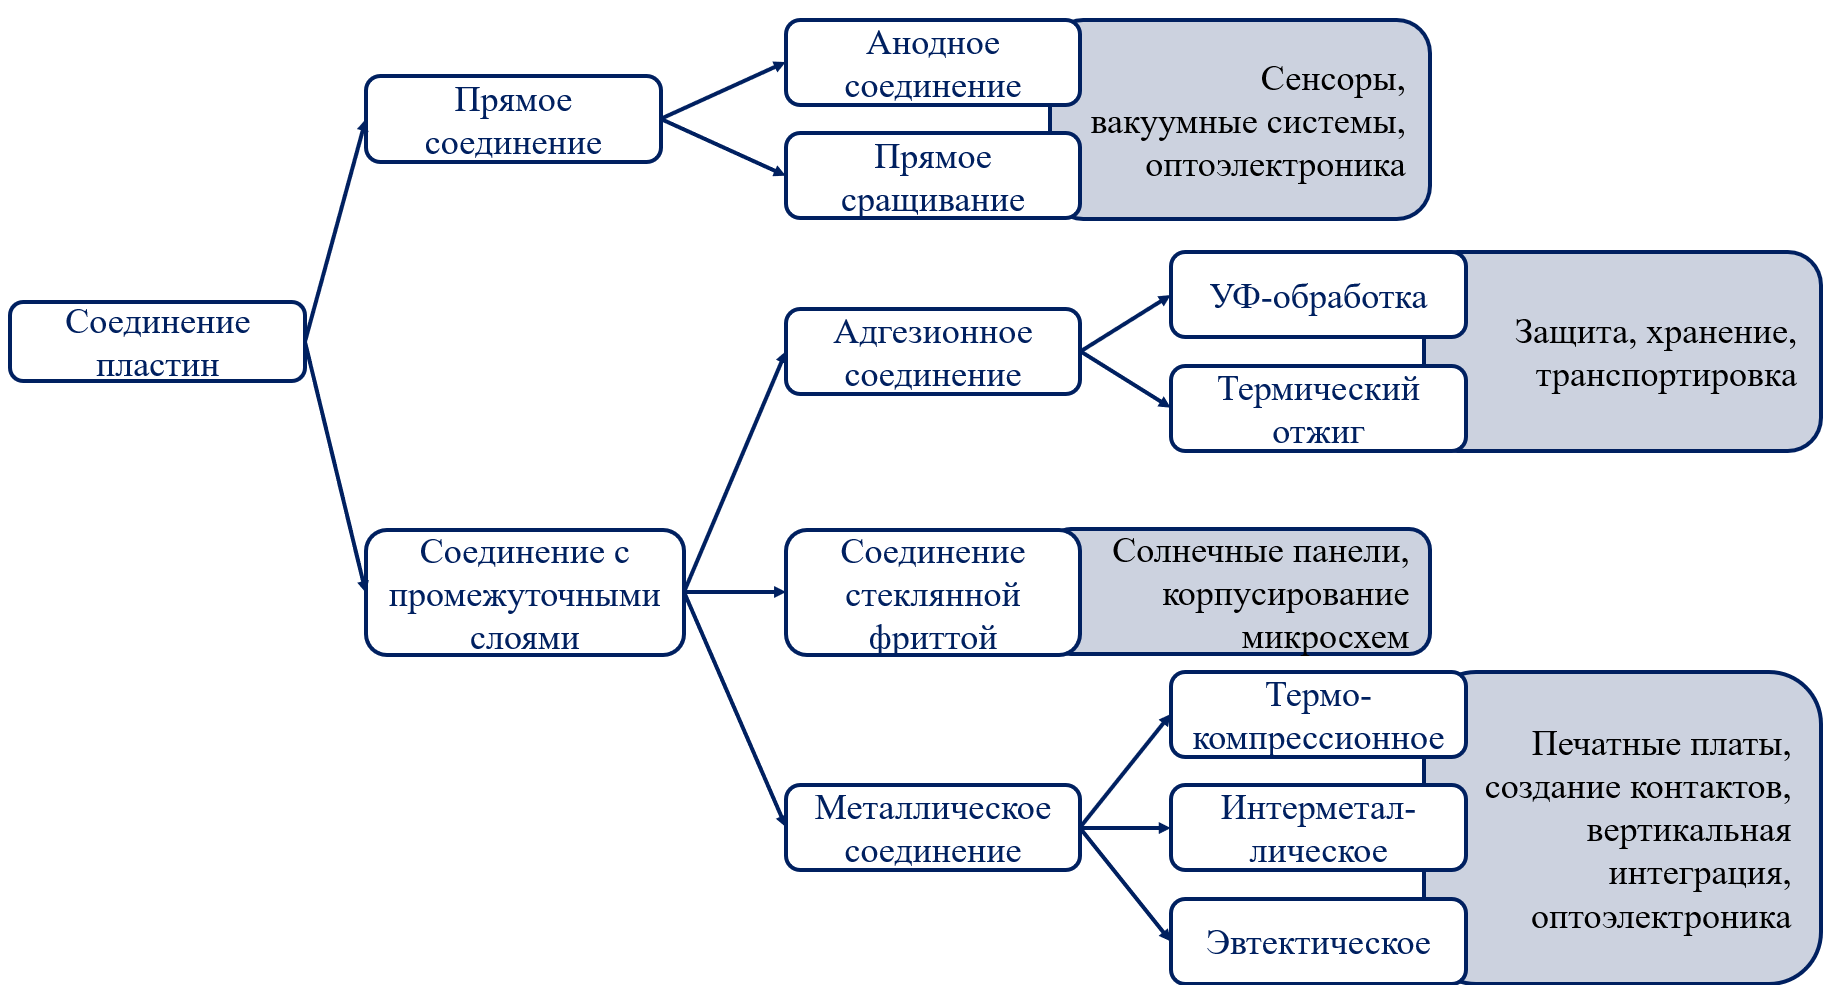 Анодное
соединение
Прямое
сращивание
Сенсоры,
вакуумные системы,
оптоэлектроника
Прямое
соединение
Соединение
пластин
УФ-обработка
Термический
отжиг
Защита, хранение,
транспортировка
Адгезионное
соединение
Соединение с
промежуточными
слоями
Соединение
стеклянной
фриттой
Солнечные панели,
корпусирование
микросхем
Металлическое
соединение
Термо-
компрессионное
Интерметал-
лическое
Эвтектическое
Печатные платы,
создание контактов,
вертикальная
интеграция,
оптоэлектроника